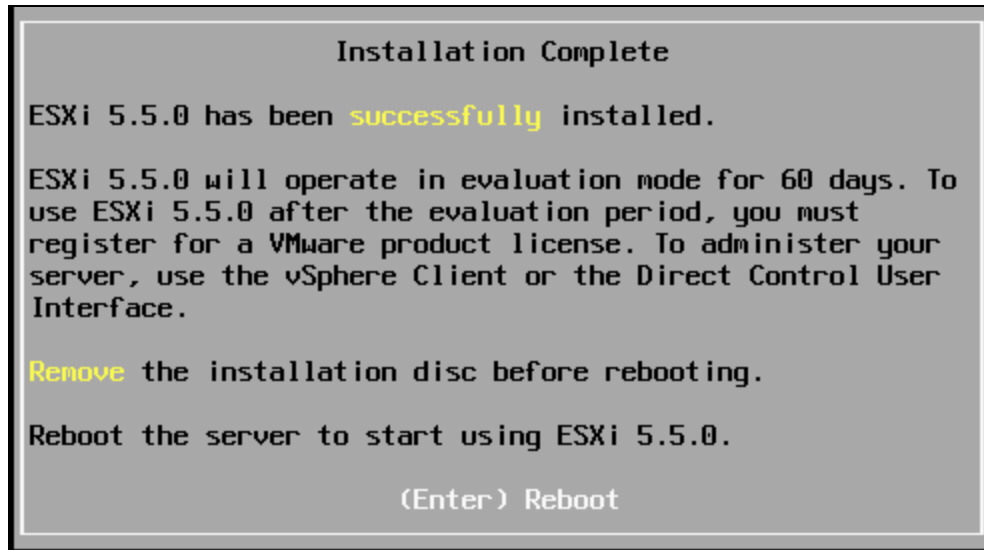 Installation Complete
ESXi 5.5.0 has been successfully installed.
ESXi 5.5.0 will operate in evaluation mode for 60 days. To
use ESXi 5.5.0 after the evaluation period, you must
register for a VMware product license. To administer your
server, use the vSphere Client or the Direct Control User
Interface.
Remove the installation disc before rebooting.
Reboot the server to start using ESXi 5.5.0.
(Enter) Reboot